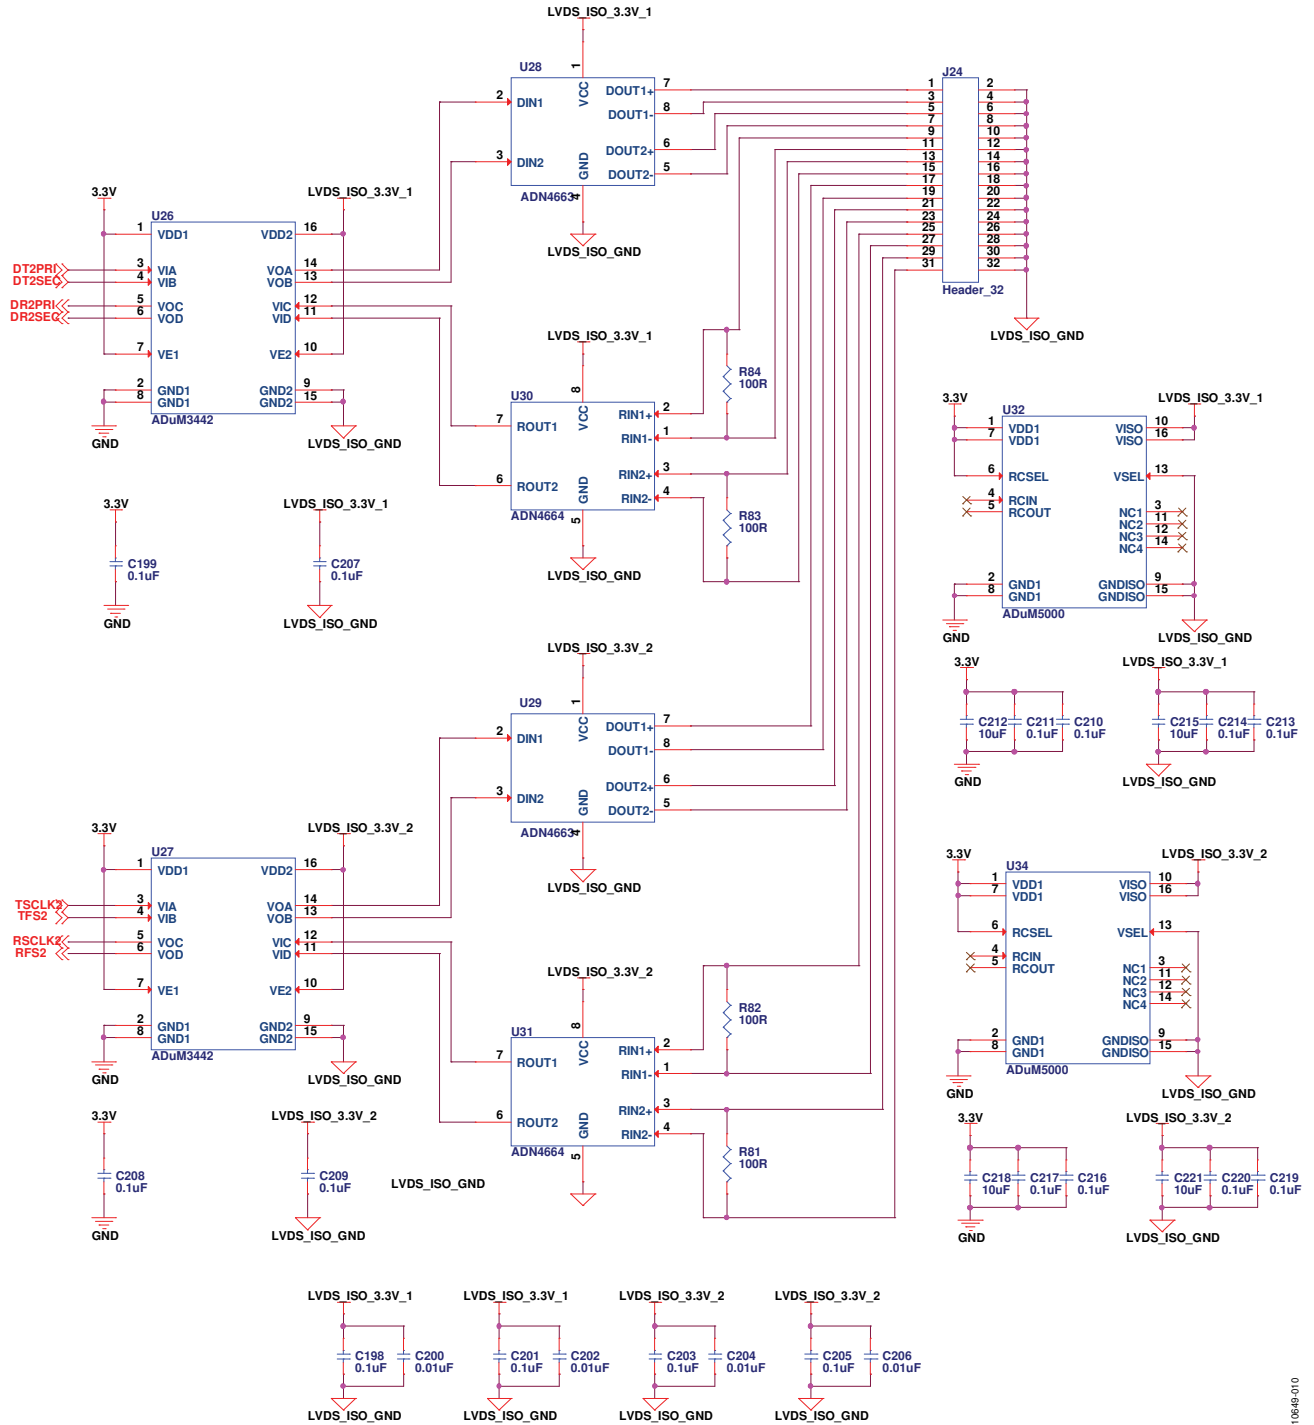 LVDS_ISO_3.3V_1
U28
1
VCC
2 DIN1
3 DIN2
DOUT1+ 7
DOUT1- 8
DOUT2+ 6
DOUT2- 5
GND
4
ADN4663
LVDS_ISO_GND
J24
1 2
3 4
5 6
7 8
9 10
11 12
13 14
15 16
17 18
19 20
21 22
23 24
25 26
27 28
29 30
31 32
Header_32
LVDS_ISO_GND
3.3V
LVDS_ISO_3.3V_1
U26
1 VDD1 VDD2 16
DT2PRI 3 VIA VOA 14
DT2SEC 4 VIB VOB 13
DR2PRI 5 VOC VIC 12
DR2SEC 6 VOD VID 11
7 VE1 VE2 10
2 GND1 GND2 9
8 GND1 GND2 15
ADuM3442
GND
LVDS_ISO_GND
LVDS_ISO_3.3V_1
U30
8
VCC
7 ROUT1
6 ROUT2
RIN1+ 2
RIN1- 1
RIN2+ 3
RIN2- 4
GND
5
ADN4664
LVDS_ISO_GND
R84
100R
R83
100R
3.3V
LVDS_ISO_3.3V_1
U32
1 VDD1 VISO 10
7 VDD1 VISO 16
6 RCSEL VSEL 13
4 RCIN
5 RCOUT
NC1 3
NC2 11
NC3 12
NC4 14
2 GND1 GNDISO 9
8 GND1 GNDISO 15
ADuM5000
GND
LVDS_ISO_GND
3.3V
C199
0.1uF
GND
LVDS_ISO_3.3V_1
C207
0.1uF
LVDS_ISO_GND
3.3V
C212 C211 C210
10uF 0.1uF 0.1uF
GND
LVDS_ISO_3.3V_1
C215 C214 C213
10uF 0.1uF 0.1uF
LVDS_ISO_GND
LVDS_ISO_3.3V_2
U29
1
VCC
2 DIN1
3 DIN2
DOUT1+ 7
DOUT1- 8
DOUT2+ 6
DOUT2- 5
GND
4
ADN4663
LVDS_ISO_GND
3.3V
LVDS_ISO_3.3V_2
U27
1 VDD1 VDD2 16
TSCLK2 3 VIA VOA 14
TFS2 4 VIB VOB 13
RSCLK2 5 VOC VIC 12
RFS2 6 VOD VID 11
7 VE1 VE2 10
2 GND1 GND2 9
8 GND1 GND2 15
ADuM3442
GND
LVDS_ISO_GND
LVDS_ISO_3.3V_2
U31
8
VCC
7 ROUT1
6 ROUT2
RIN1+ 2
RIN1- 1
RIN2+ 3
RIN2- 4
GND
5
ADN4664
LVDS_ISO_GND
R82
100R
R81
100R
3.3V
LVDS_ISO_3.3V_2
U34
1 VDD1 VISO 10
7 VDD1 VISO 16
6 RCSEL VSEL 13
4 RCIN
5 RCOUT
NC1 3
NC2 11
NC3 12
NC4 14
2 GND1 GNDISO 9
8 GND1 GNDISO 15
ADuM5000
GND
LVDS_ISO_GND
3.3V
C208
0.1uF
GND
LVDS_ISO_3.3V_2
C209
0.1uF
LVDS_ISO_GND
3.3V
C218 C217 C216
10uF 0.1uF 0.1uF
GND
LVDS_ISO_3.3V_2
C221 C220 C219
10uF 0.1uF 0.1uF
LVDS_ISO_GND
LVDS_ISO_3.3V_1
C198 C200
0.1uF 0.01uF
LVDS_ISO_GND
LVDS_ISO_3.3V_1
C201 C202
0.1uF 0.01uF
LVDS_ISO_GND
LVDS_ISO_3.3V_2
C203 C204
0.1uF 0.01uF
LVDS_ISO_GND
LVDS_ISO_3.3V_2
C205 C206
0.1uF 0.01uF
LVDS_ISO_GND
10649-010